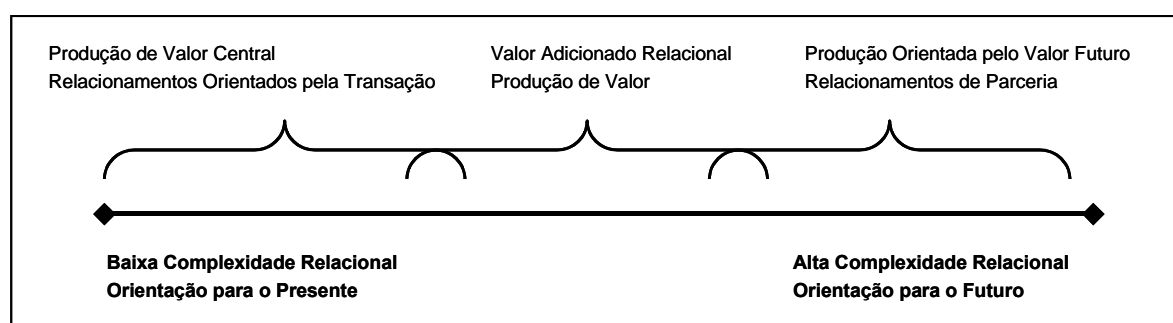 Produção de Valor Central
Relacionamentos Orientados pela Transação
Valor Adicionado Relacional
Produção de Valor
Produção Orientada pelo Valor Futuro
Relacionamentos de Parceria
Baixa Complexidade Relacional
Orientação para o Presente
Alta Complexidade Relacional
Orientação para o Futuro